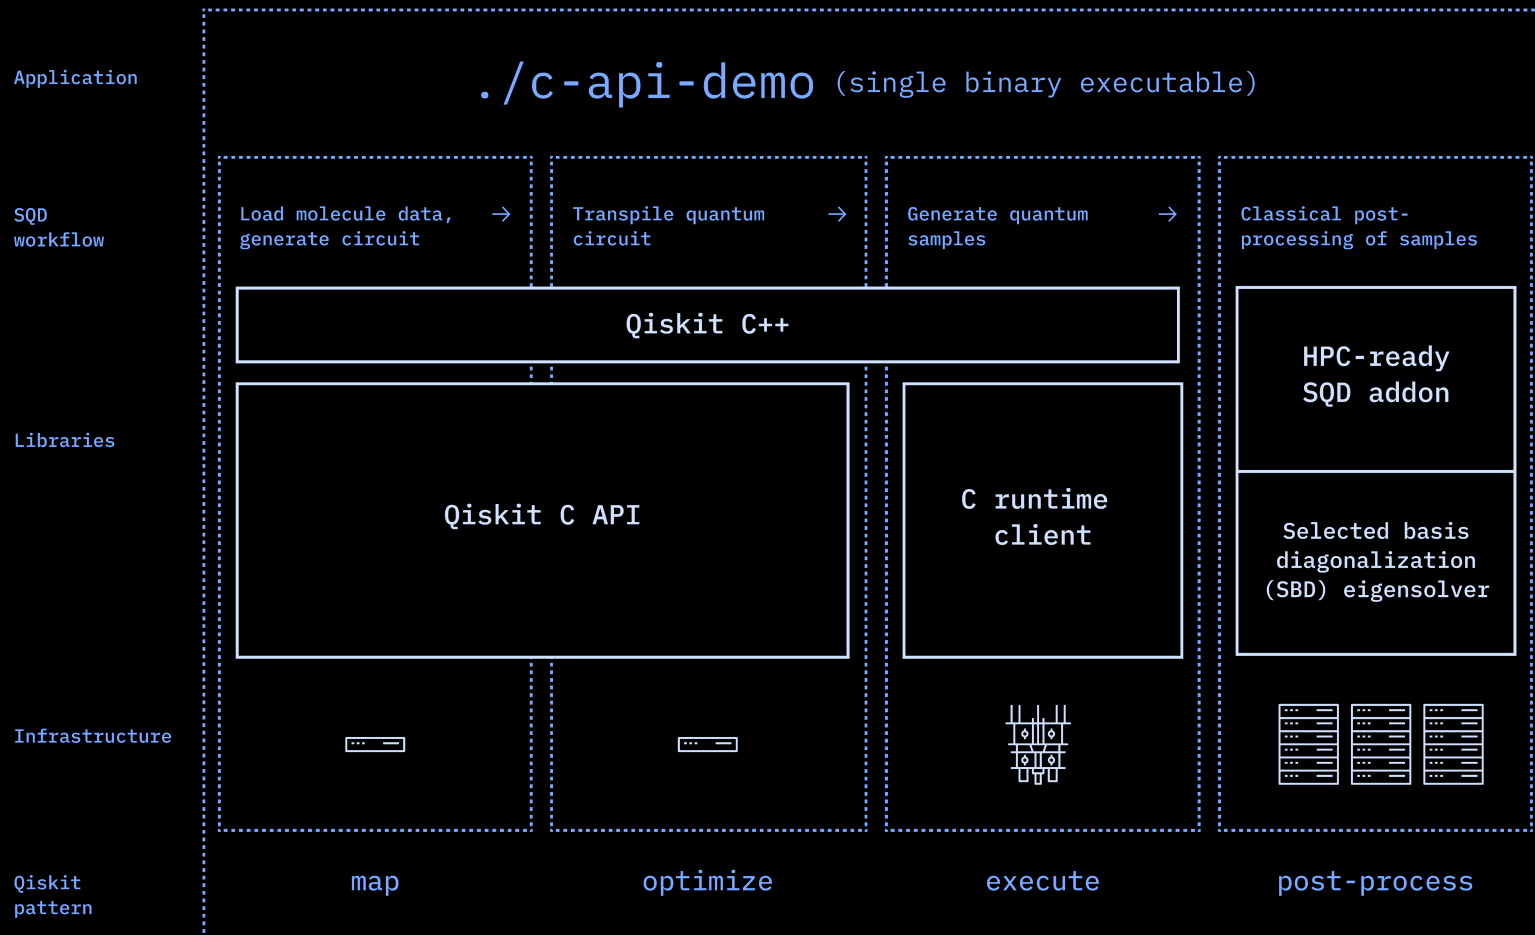 Application
./c-api-demo (single binary executable)
SQD
workflow
Load molecule data, →
generate circuit
Transpile quantum →
circuit
Generate quantum →
samples
Classical post-
processing of samples
Libraries
Qiskit C++
Qiskit C API
C runtime
client
HPC-ready
SQD addon
Selected basis
diagonalization
(SBD) eigensolver
Infrastructure
Qiskit
pattern
map
optimize
execute
post-process